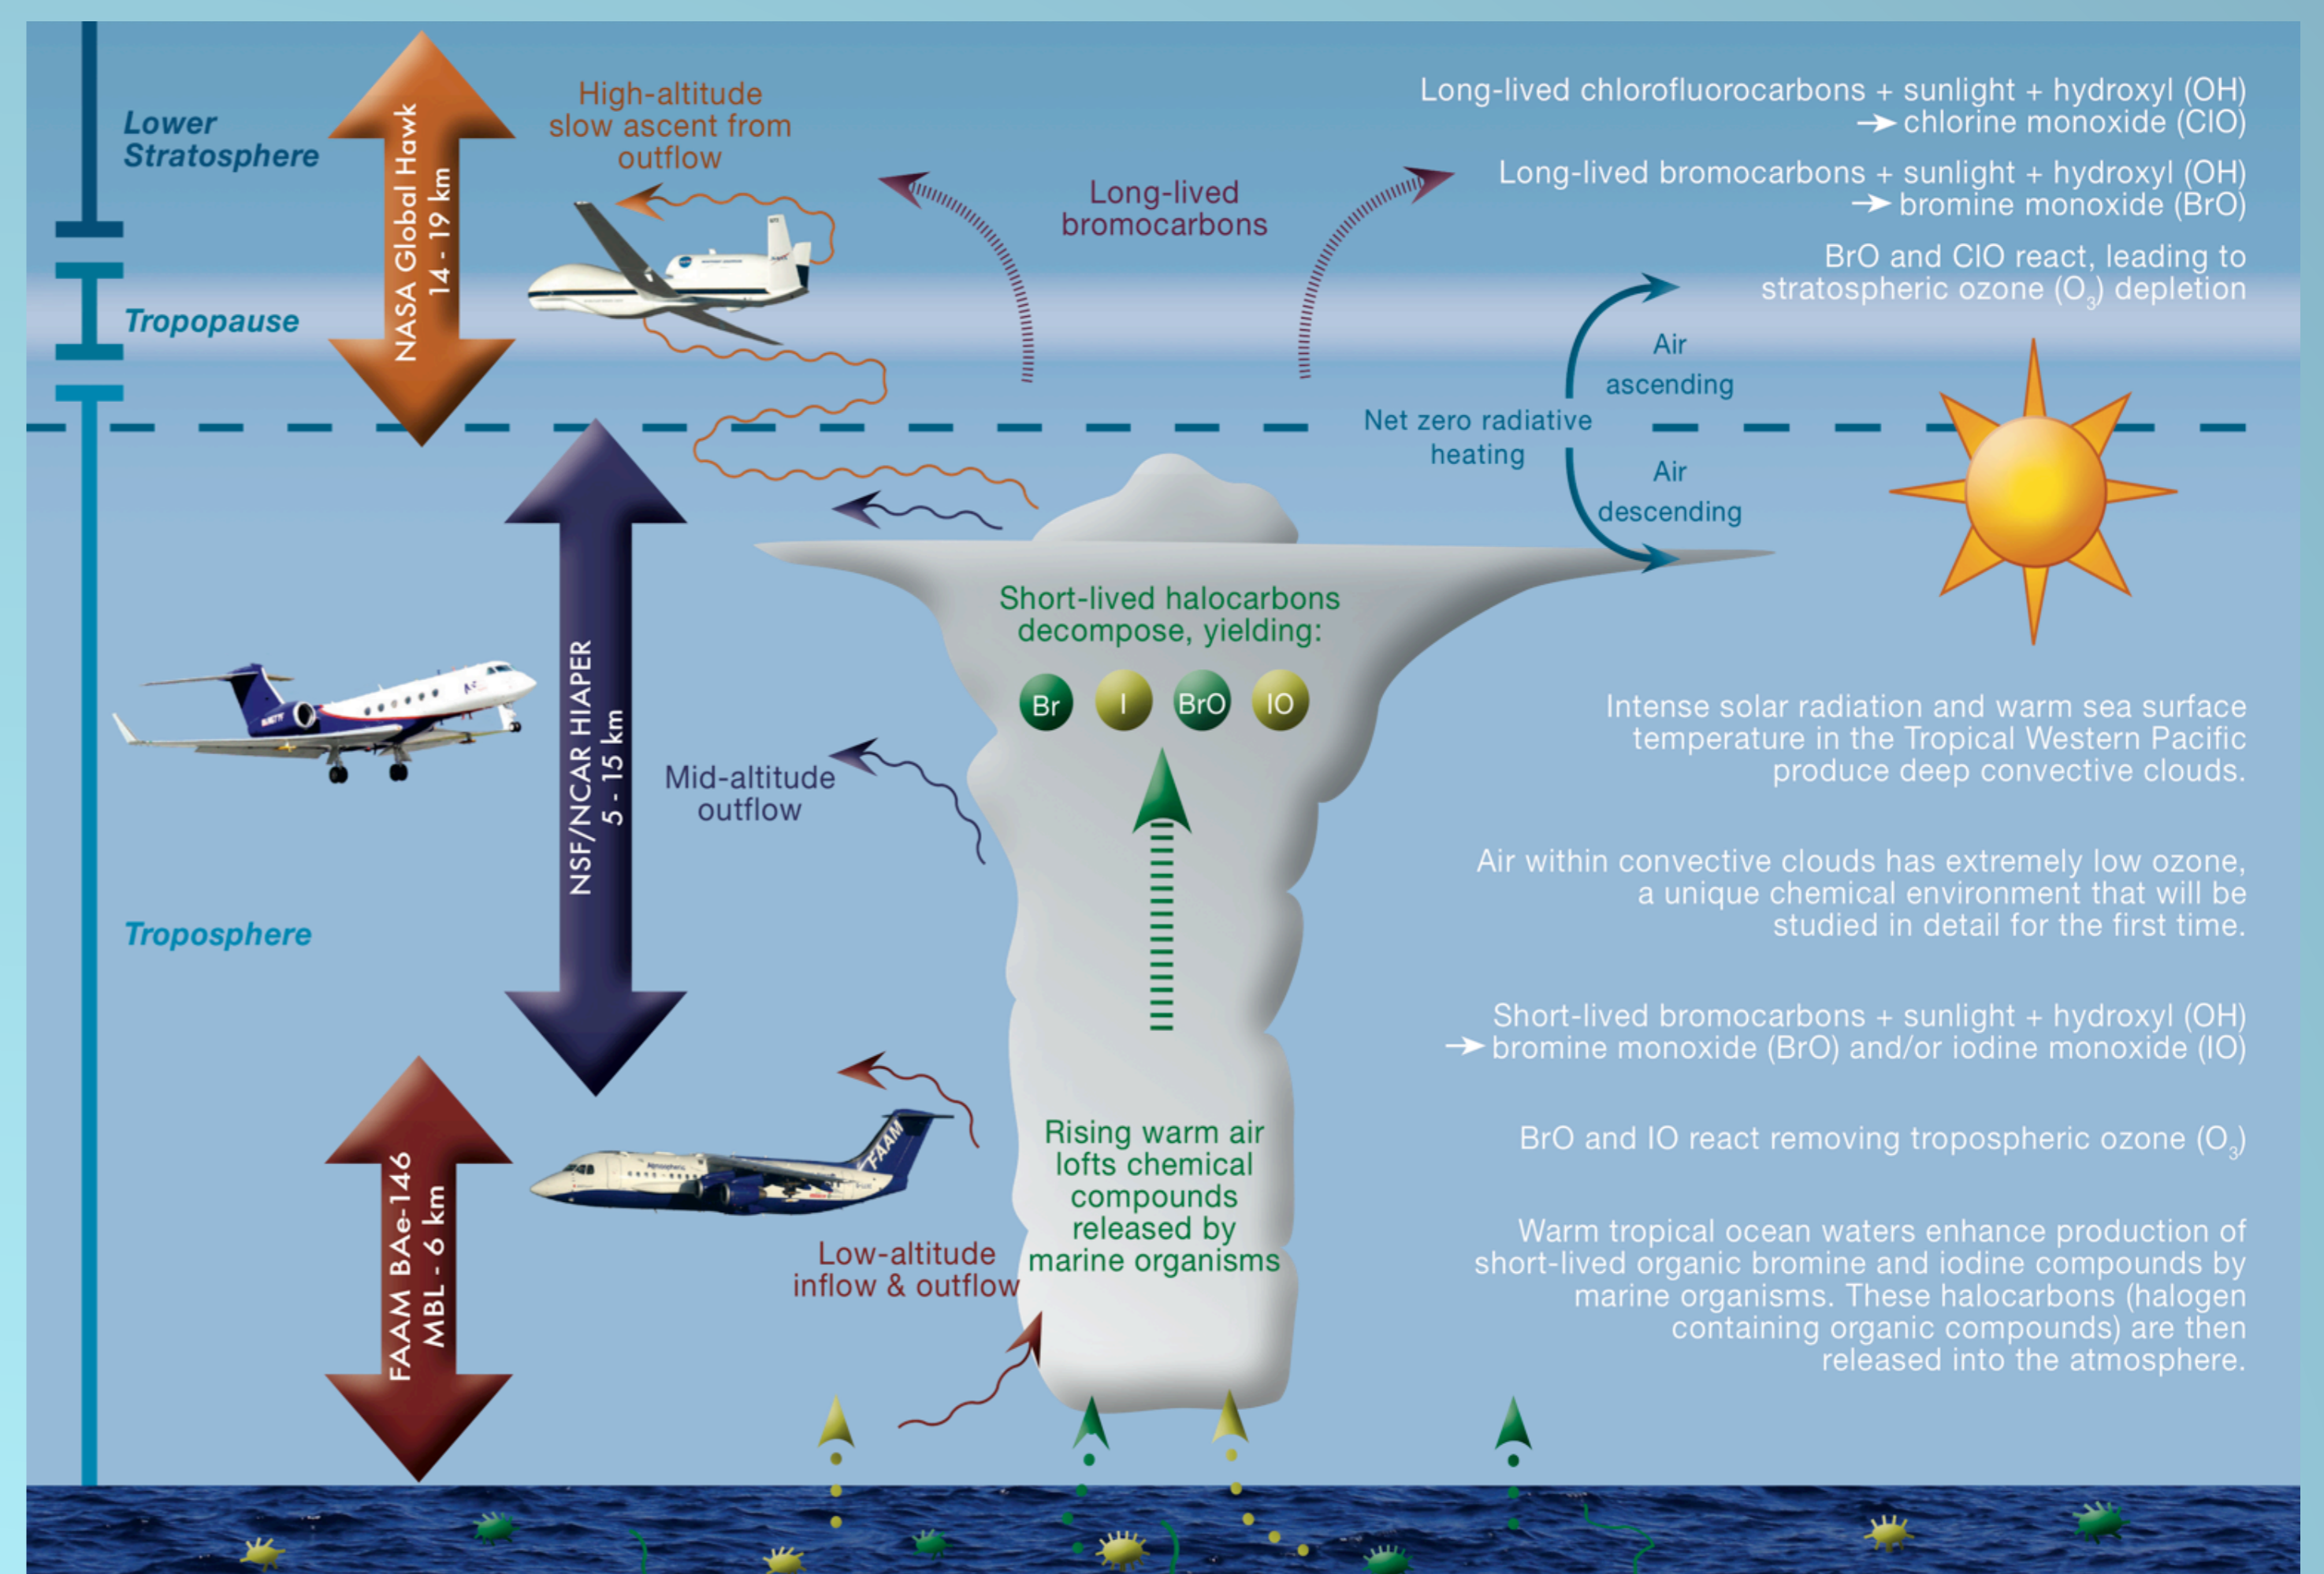 Lower
Stratosphere
NASA Global Hawk
14 - 19 km
High-altitude
slow ascent from
outflow
Long-lived
bromocarbons
Long-lived chlorofluorocarbons + sunlight + hydroxyl (OH)
→ chlorine monoxide (ClO)
Long-lived bromocarbons + sunlight + hydroxyl (OH)
→ bromine monoxide (BrO)
BrO and ClO react, leading to
stratospheric ozone (O₃) depletion
Tropopause
Air
ascending
Net zero radiative
heating
Air
descending
Troposphere
NSF/NCAR HIAPER
5 - 15 km
Mid-altitude
outflow
Short-lived halocarbons
decompose, yielding:
Br I BrO IO
Intense solar radiation and warm sea surface
temperature in the Tropical Western Pacific
produce deep convective clouds.
Air within convective clouds has extremely low ozone,
a unique chemical environment that will be
studied in detail for the first time.
Short-lived bromocarbons + sunlight + hydroxyl (OH)
→ bromine monoxide (BrO) and/or iodine monoxide (IO)
BrO and IO react removing tropospheric ozone (O₃)
Warm tropical ocean waters enhance production of
short-lived organic bromine and iodine compounds by
marine organisms. These halocarbons (halogen
containing organic compounds) are then
released into the atmosphere.
FAAM BAe-146
MBL - 6 km
FAAM
Low-altitude
inflow & outflow
Rising warm air
lofts chemical
compounds
released by
marine organisms